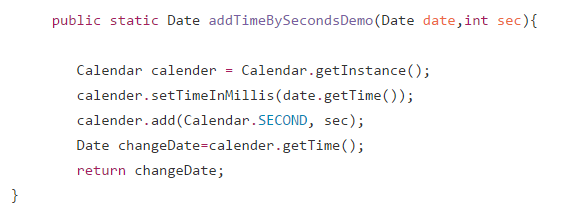 public static Date addTimeBySecondsDemo(Date date,int sec){
Calendar calender = Calendar.getInstance();
calender.setTimeInMillis(date.getTime());
calender.add(Calendar.SECOND, sec);
Date changeDate=calender.getTime();
return changeDate;
}